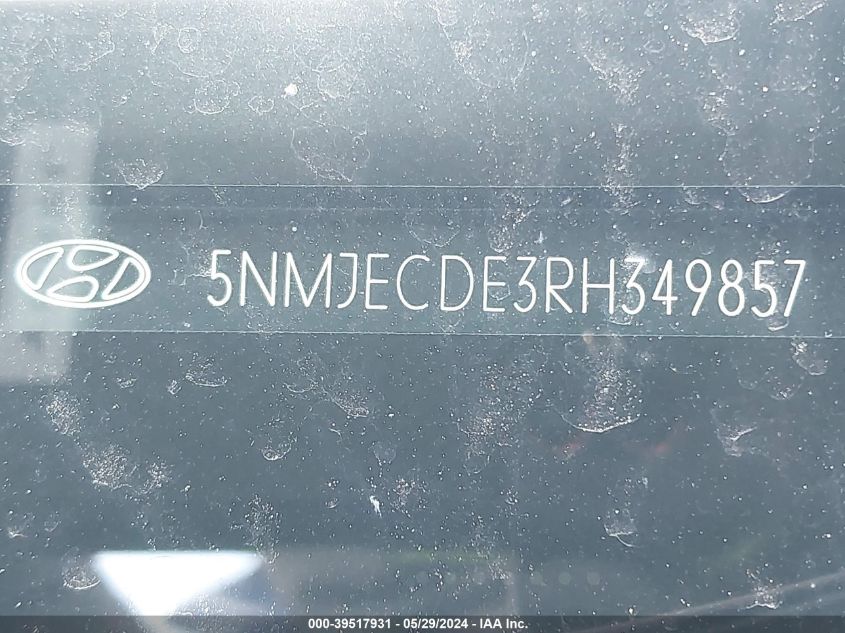 5NMJECDE3RH349857
000-39517931 - 05/29/2024 - IAA Inc.